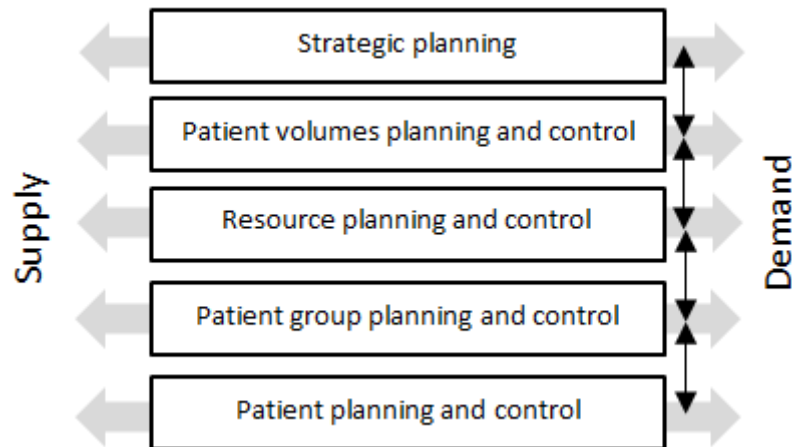 Strategic planning
Patient volumes planning and control
Resource planning and control
Patient group planning and control
Patient planning and control
Supply
Demand